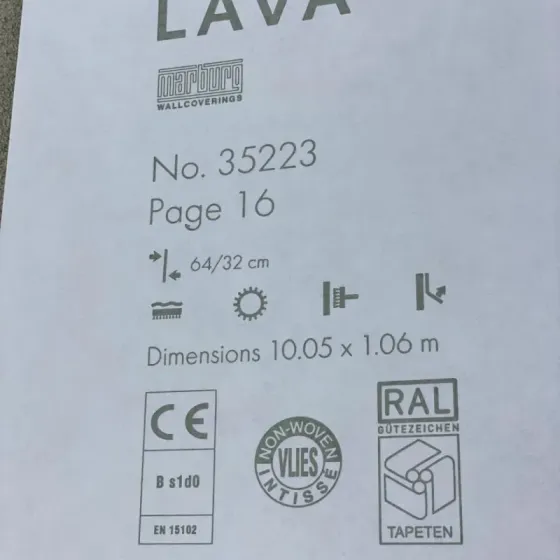 LAVA
marburg
WALLCOVERINGS
No. 35223
Page 16
64/32 cm
Dimensions 10.05 x 1.06 m
CE
B s1d0
EN 15102
NON-WOVEN
VLIES
INTISSÉ
RAL
GÜTEZEICHEN
TAPETEN